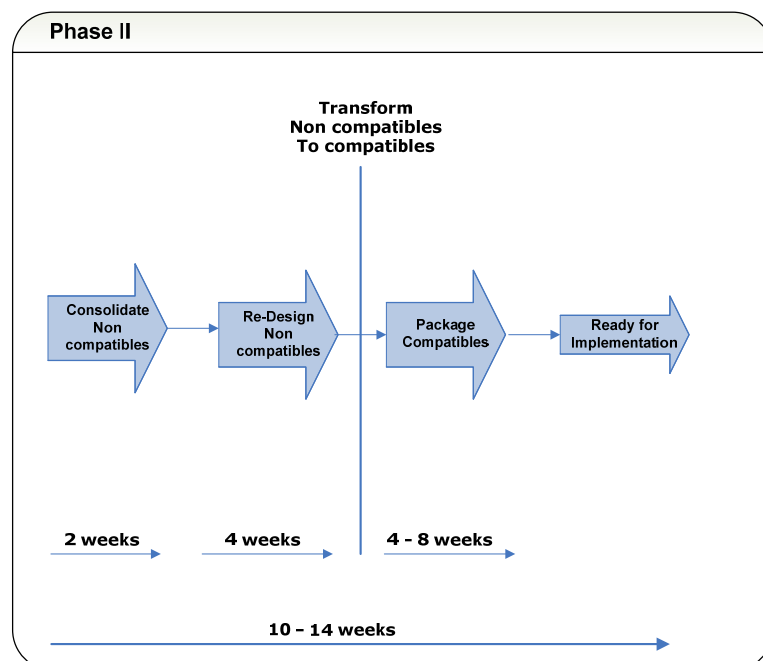 Phase II
Transform
Non compatibles
To compatibles
Consolidate
Non
compatibles
Re-Design
Non
compatibles
Package
Compatibles
Ready for
Implementation
2 weeks
4 weeks
4 - 8 weeks
10 – 14 weeks